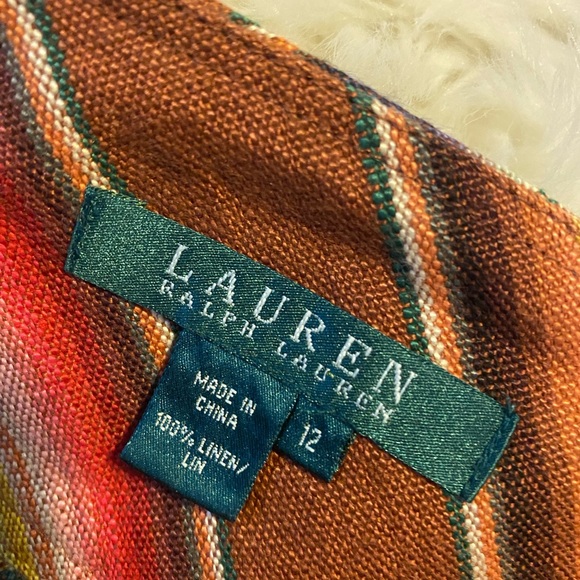 LAUREN
RALPH LAUREN
MADE IN
CHINA
100% LINEN/
LIN
12